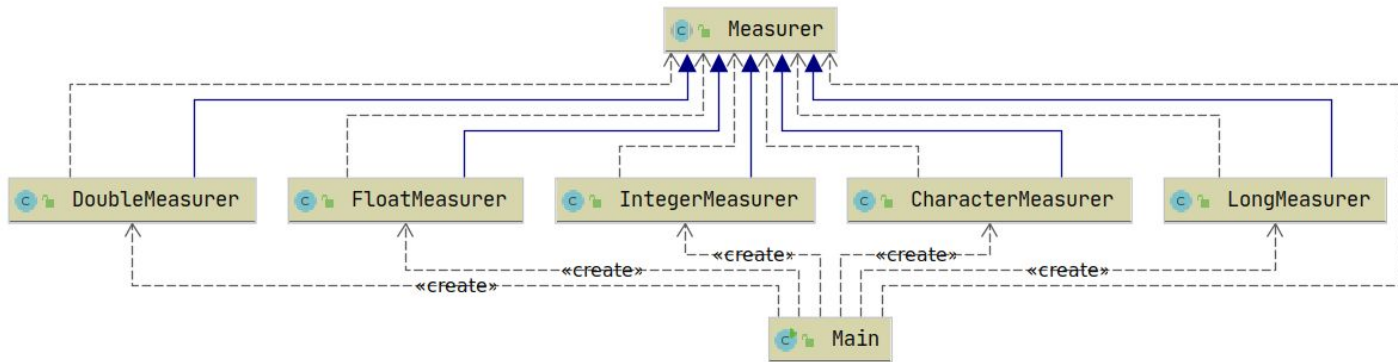 Measurer
DoubleMeasurer
FloatMeasurer
IntegerMeasurer
CharacterMeasurer
LongMeasurer
«create»
«create»
«create»
«create»
«create»
Main